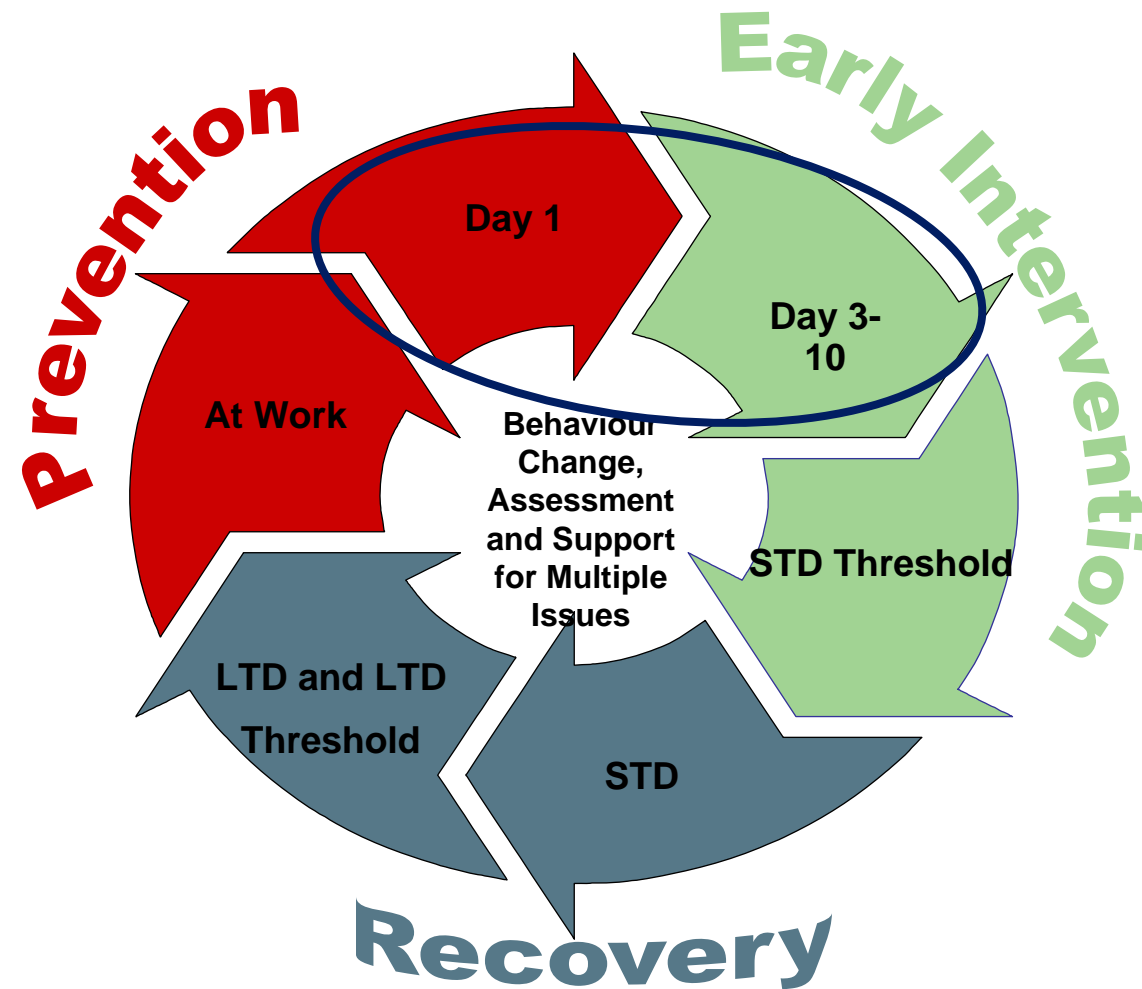 Prevention
Early Intervention
Day 1
Day 3-
10
At Work
Behaviour
Change,
Assessment
and Support
for Multiple
Issues
STD Threshold
LTD and LTD
Threshold
STD
Recovery